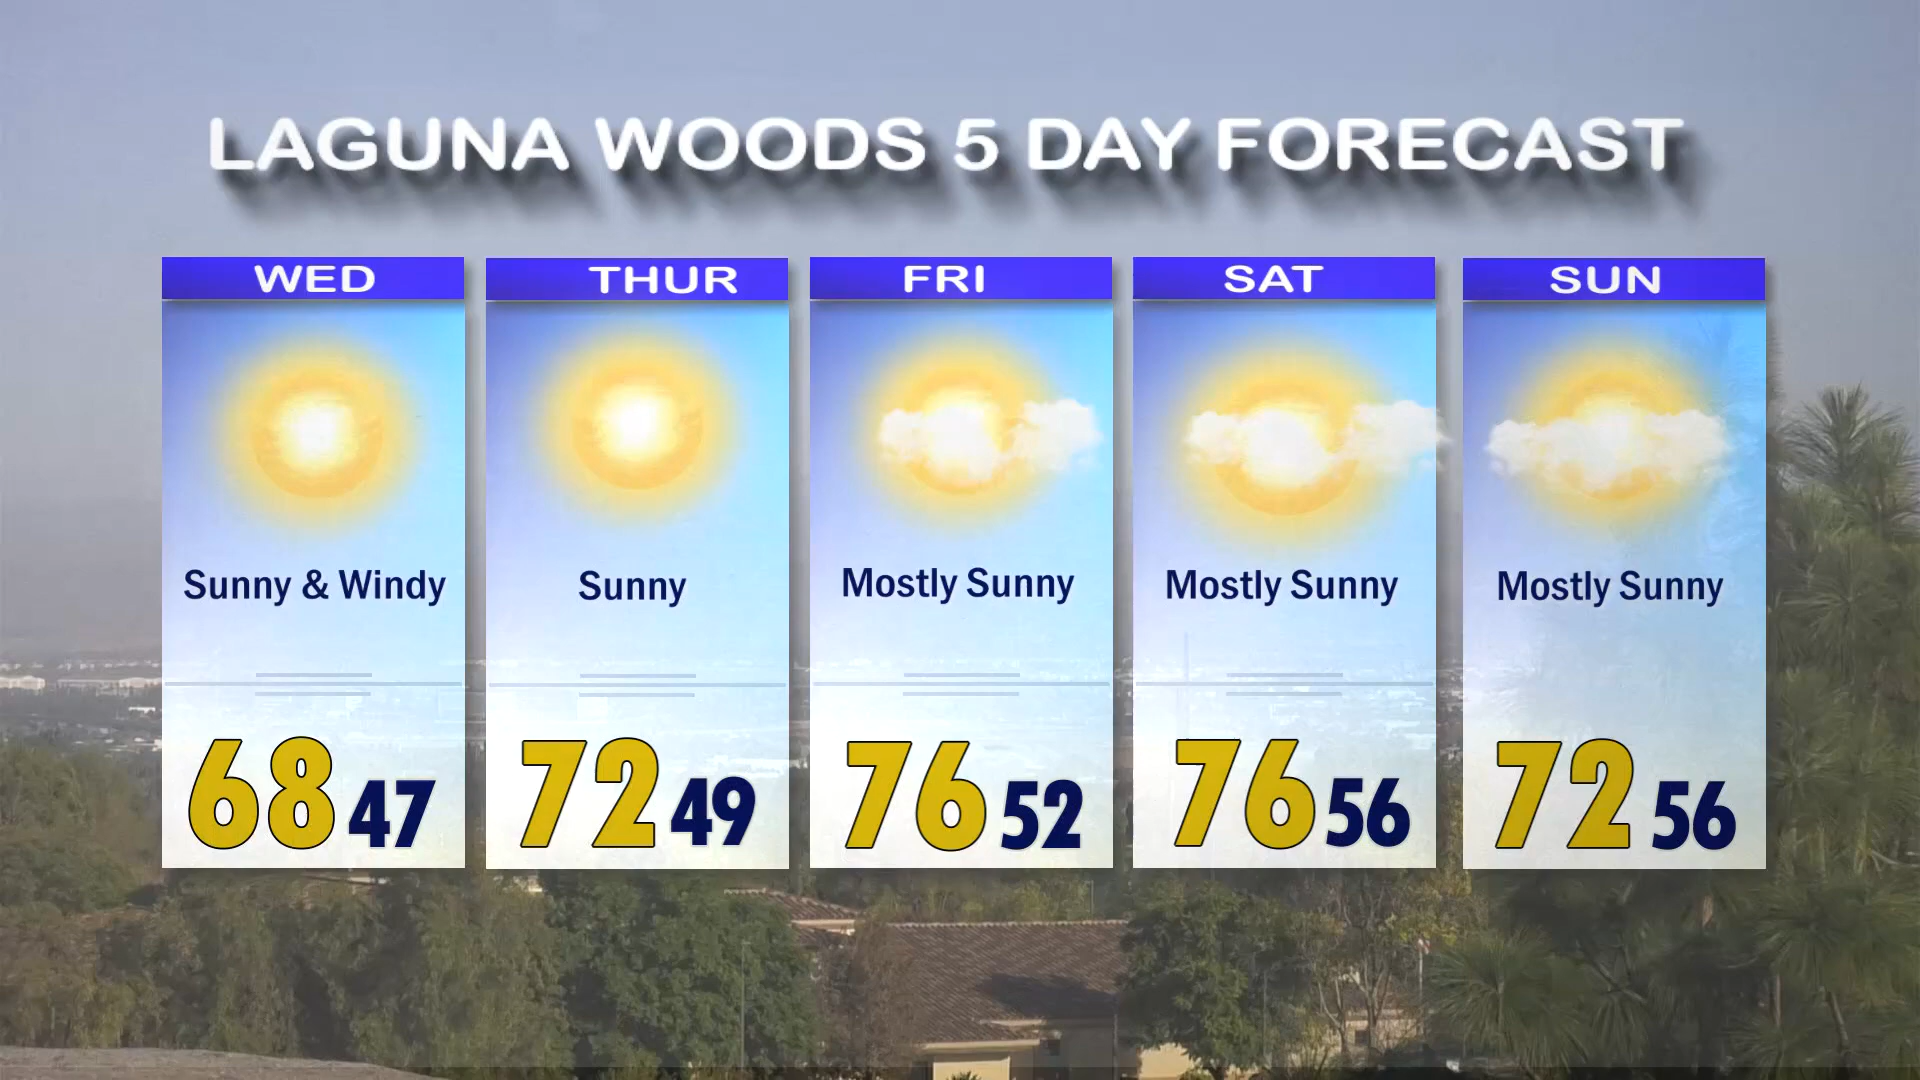 LAGUNA WOODS 5 DAY FORECAST
WED
Sunny & Windy
68 47
THUR
Sunny
72 49
FRI
Mostly Sunny
76 52
SAT
Mostly Sunny
76 56
SUN
Mostly Sunny
72 56